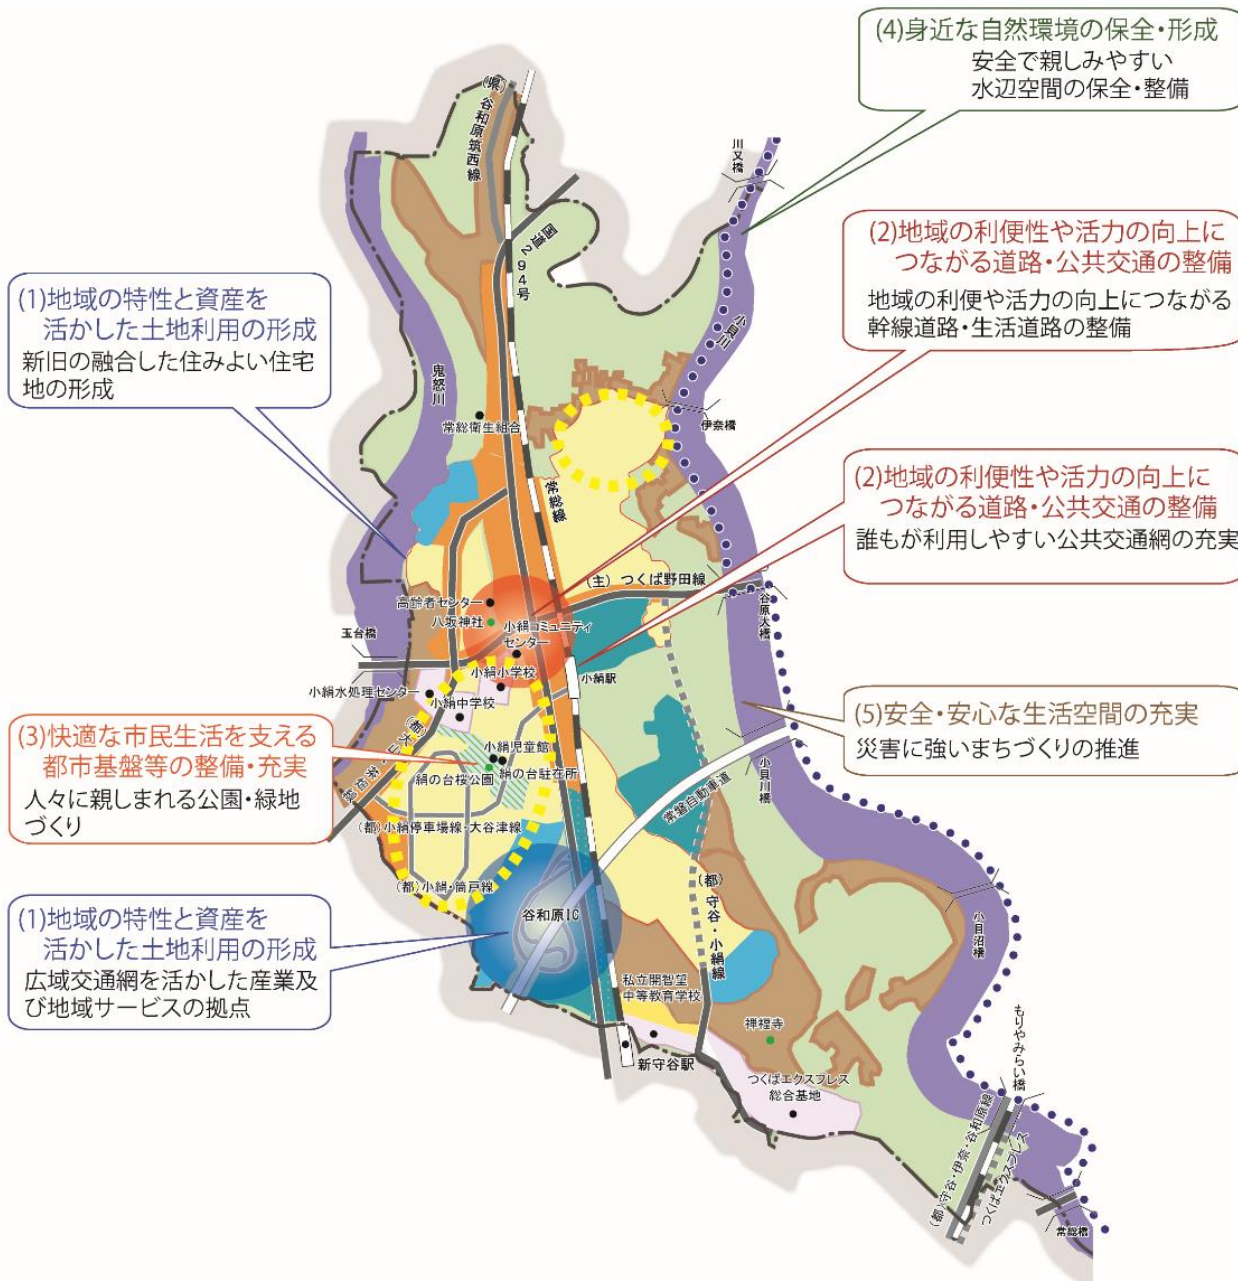 (4)身近な自然環境の保全・形成
安全で親しみやすい
水辺空間の保全・整備
(2)地域の利便性や活力の向上に
つながる道路・公共交通の整備
地域の利便や活力の向上につながる
幹線道路・生活道路の整備
(1)地域の特性と資産を
活かした土地利用の形成
新旧の融合した住みよい住宅
地の形成
(2)地域の利便性や活力の向上に
つながる道路・公共交通の整備
誰もが利用しやすい公共交通網の充実
(5)安全・安心な生活空間の充実
災害に強いまちづくりの推進
(3)快適な市民生活を支える
都市基盤等の整備・充実
人々に親しまれる公園・緑地
づくり
(1)地域の特性と資産を
活かした土地利用の形成
広域交通網を活かした産業及
び地域サービスの拠点
(県)谷和原筑西線
国道294号
川又橋
小貝川
鬼怒川
常総衛生組合
伊奈橋
常総線
(主)つくば野田線
谷原大橋
高齢者センター
八坂神社
小絹コミュニティ
センター
玉台橋
小絹小学校
小絹駅
小絹水処理センター
小絹中学校
小絹児童館
絹の台駐在所
絹の台桜公園
(都)小絹停車場線・大谷津線
常磐自動車道
小貝川橋
(都)小絹・筒戸線
谷和原IC
(都)守谷・小絹線
小目沼橋
私立開智望
中等教育学校
禅福寺
新守谷駅
つくばエクスプレス
総合基地
もりやみらい橋
(都)守谷・伊奈・谷和原線
つくばエクスプレス
常総橋